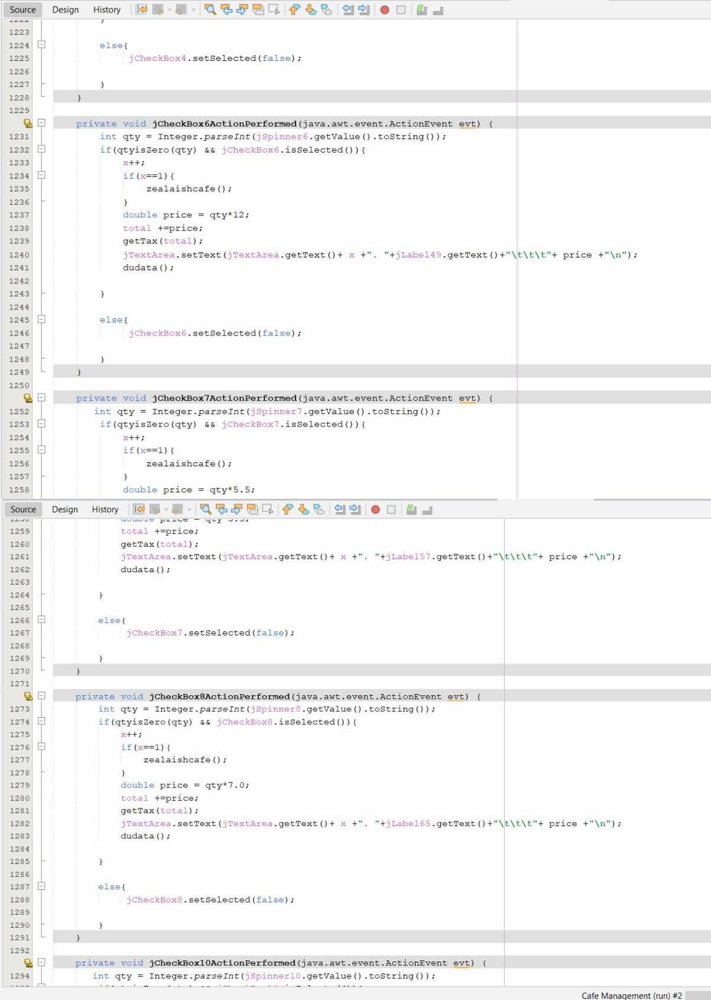 Source Design History
1222 }
1223
1224 else{
1225 jCheckBox4.setSelected(false);
1226
1227 }
1228 }
1229
private void jCheckBox6ActionPerformed(java.awt.event.ActionEvent evt) {
1231 int qty = Integer.parseInt(jSpinner6.getValue().toString());
1232 if(qtyisZero(qty) && jCheckBox6.isSelected()){
1233 x++;
1234 if(x==1){
1235 zealaishcafe();
1236 }
1237 double price = qty*12;
1238 total +=price;
1239 getTax(total);
1240 jTextArea.setText(jTextArea.getText()+ x +". "+jLabel49.getText()+"\t\t\t"+ price +"\n");
1241 dudata();
1242
1243 }
1244
1245 else{
1246 jCheckBox6.setSelected(false);
1247
1248 }
1249 }
1250
private void jCheckBox7ActionPerformed(java.awt.event.ActionEvent evt) {
1252 int qty = Integer.parseInt(jSpinner7.getValue().toString());
1253 if(qtyisZero(qty) && jCheckBox7.isSelected()){
1254 x++;
1255 if(x==1){
1256 zealaishcafe();
1257 }
1258 double price = qty*5.5;
Source Design History
1258 double price = qty*5.5;
1259 total +=price;
1260 getTax(total);
1261 jTextArea.setText(jTextArea.getText()+ x +". "+jLabel57.getText()+"\t\t\t"+ price +"\n");
1262 dudata();
1263
1264 }
1265
1266 else{
1267 jCheckBox7.setSelected(false);
1268
1269 }
1270 }
1271
private void jCheckBox8ActionPerformed(java.awt.event.ActionEvent evt) {
1273 int qty = Integer.parseInt(jSpinner8.getValue().toString());
1274 if(qtyisZero(qty) && jCheckBox8.isSelected()){
1275 x++;
1276 if(x==1){
1277 zealaishcafe();
1278 }
1279 double price = qty*7.0;
1280 total +=price;
1281 getTax(total);
1282 jTextArea.setText(jTextArea.getText()+ x +". "+jLabel65.getText()+"\t\t\t"+ price +"\n");
1283 dudata();
1284
1285 }
1286
1287 else{
1288 jCheckBox8.setSelected(false);
1289
1290 }
1291 }
1292
private void jCheckBox10ActionPerformed(java.awt.event.ActionEvent evt) {
1294 int qty = Integer.parseInt(jSpinner10.getValue().toString());
Cafe Management (run) #2